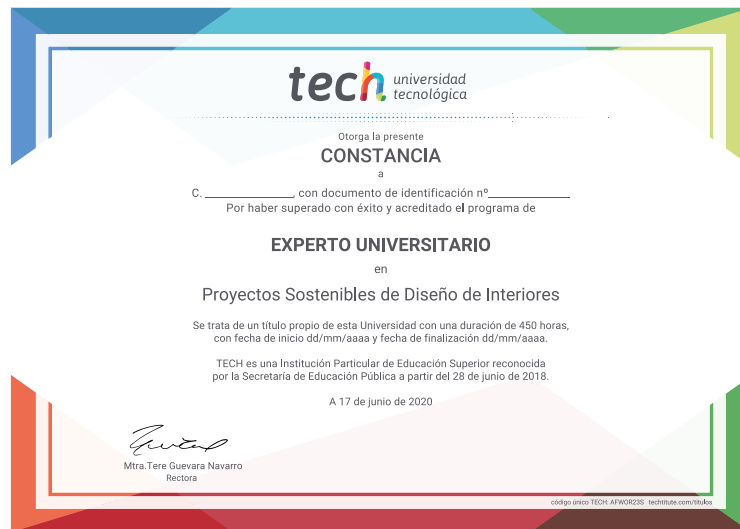 tech universidad
tecnológica
Otorga la presente
CONSTANCIA
a
C. ______________, con documento de identificación nº______________
Por haber superado con éxito y acreditado el programa de
EXPERTO UNIVERSITARIO
en
Proyectos Sostenibles de Diseño de Interiores
Se trata de un título propio de esta Universidad con una duración de 450 horas,
con fecha de inicio dd/mm/aaaa y fecha de finalización dd/mm/aaaa.
TECH es una Institución Particular de Educación Superior reconocida
por la Secretaría de Educación Pública a partir del 28 de junio de 2018.
A 17 de junio de 2020
Mtra.Tere Guevara Navarro
Rectora
código único TECH: AFWOR23S techtitute.com/titulos